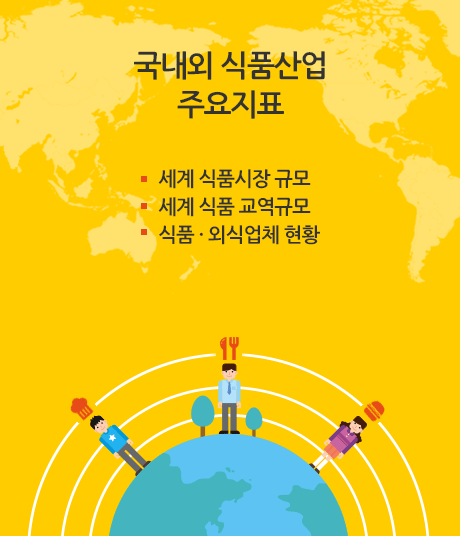 국내외 식품산업
주요지표
세계 식품시장 규모
세계 식품 교역규모
식품 · 외식업체 현황